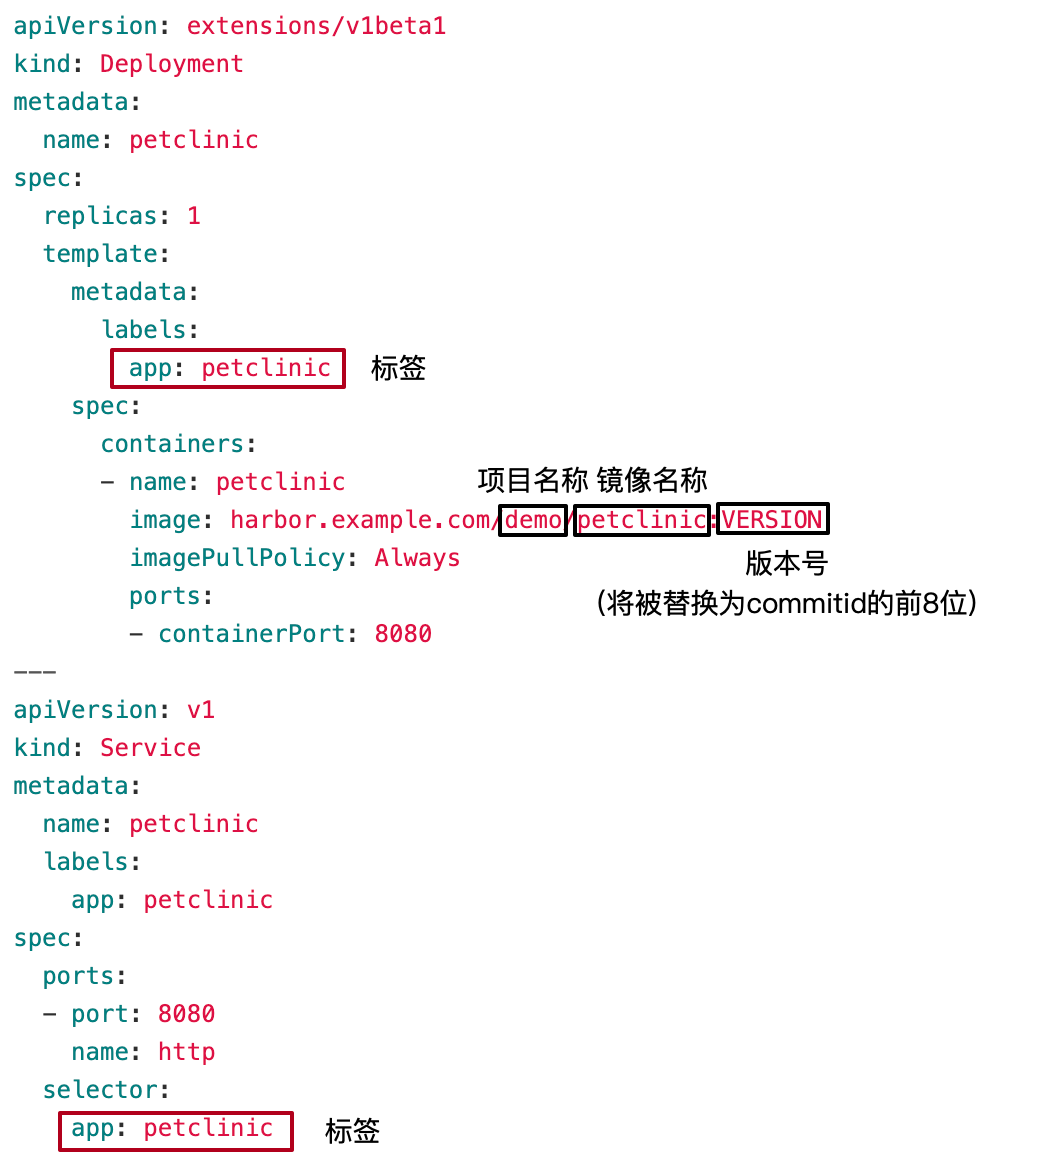 apiVersion: extensions/v1beta1
kind: Deployment
metadata:
  name: petclinic
spec:
  replicas: 1
  template:
    metadata:
      labels:
        app: petclinic 标签
    spec:
      containers:
      - name: petclinic 项目名称 镜像名称
        image: harbor.example.com/demo/petclinic:VERSION
        imagePullPolicy: Always 版本号
        ports: (将被替换为commitid的前8位)
        - containerPort: 8080
---
apiVersion: v1
kind: Service
metadata:
  name: petclinic
  labels:
    app: petclinic
spec:
  ports:
  - port: 8080
    name: http
  selector:
    app: petclinic 标签